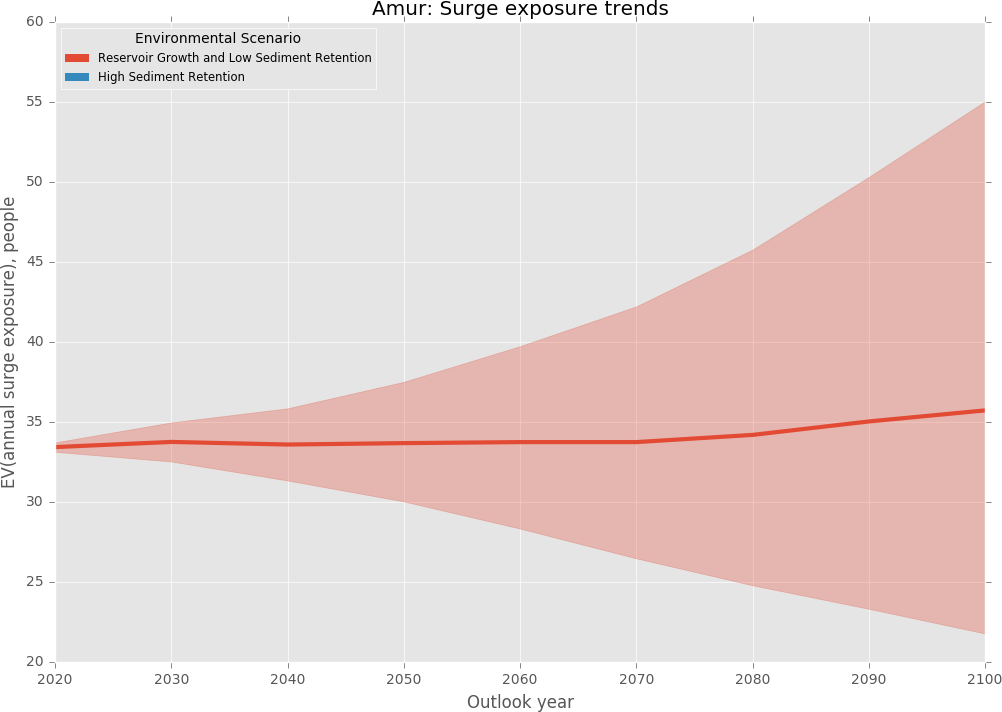 Amur: Surge exposure trends
60
Environmental Scenario
Reservoir Growth and Low Sediment Retention
High Sediment Retention
55
50
45
40
35
30
25
20
EV(annual surge exposure), people
2020 2030 2040 2050 2060 2070 2080 2090 2100
Outlook year